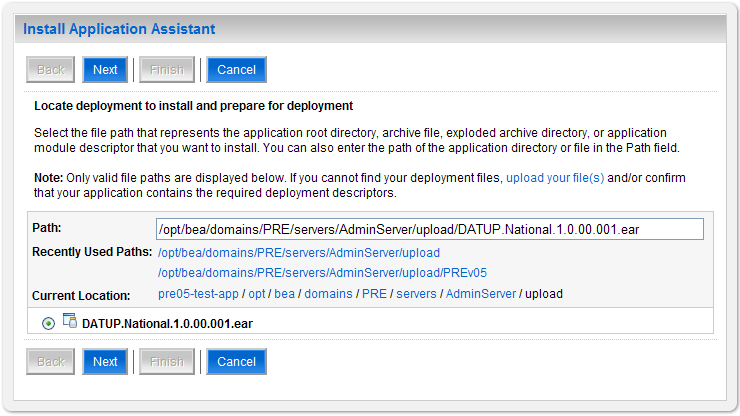 Install Application Assistant
Back Next Finish Cancel
Locate deployment to install and prepare for deployment
Select the file path that represents the application root directory, archive file, exploded archive directory, or application
module descriptor that you want to install. You can also enter the path of the application directory or file in the Path field.
Note: Only valid file paths are displayed below. If you cannot find your deployment files, upload your file(s) and/or confirm
that your application contains the required deployment descriptors.
Path: /opt/bea/domains/PRE/servers/AdminServer/upload/DATUP.National.1.0.00.001.ear
Recently Used Paths: /opt/bea/domains/PRE/servers/AdminServer/upload
/opt/bea/domains/PRE/servers/AdminServer/upload/PREv05
Current Location: pre05-test-app / opt / bea / domains / PRE / servers / AdminServer / upload
DATUP.National.1.0.00.001.ear
Back Next Finish Cancel